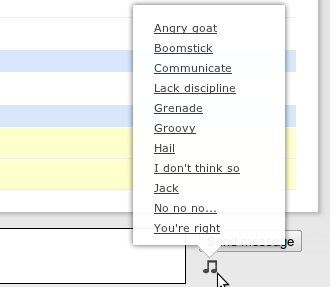 Angry goat
Boomstick
Communicate
Lack discipline
Grenade
Groovy
Hail
I don't think so
Jack
No no no...
You're right
message